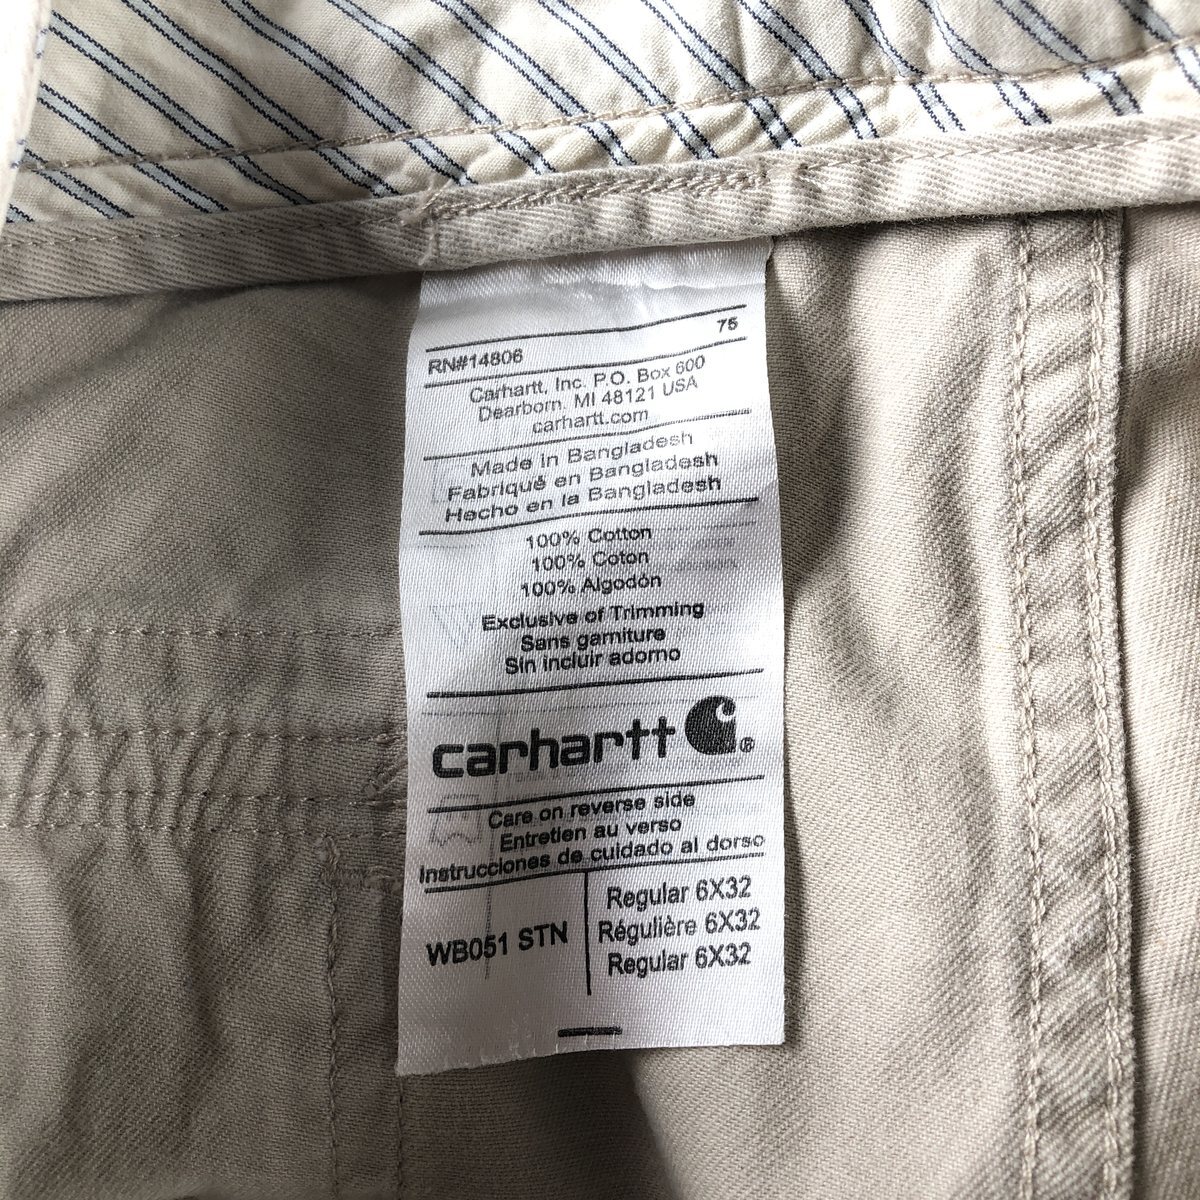 75
RN#14806
Carhartt, Inc. P.O. Box 600
Dearborn, MI 48121 USA
carhartt.com
Made in Bangladesh
Fabriqué en Bangladesh
Hecho en la Bangladesh
100% Cotton
100% Coton
100% Algodón
Exclusive of Trimming
Sans garniture
Sin incluir adorno
carhartt ®
Care on reverse side
Entretien au verso
Instrucciones de cuidado al dorso
WB051 STN
Regular 6X32
Régulière 6X32
Regular 6X32